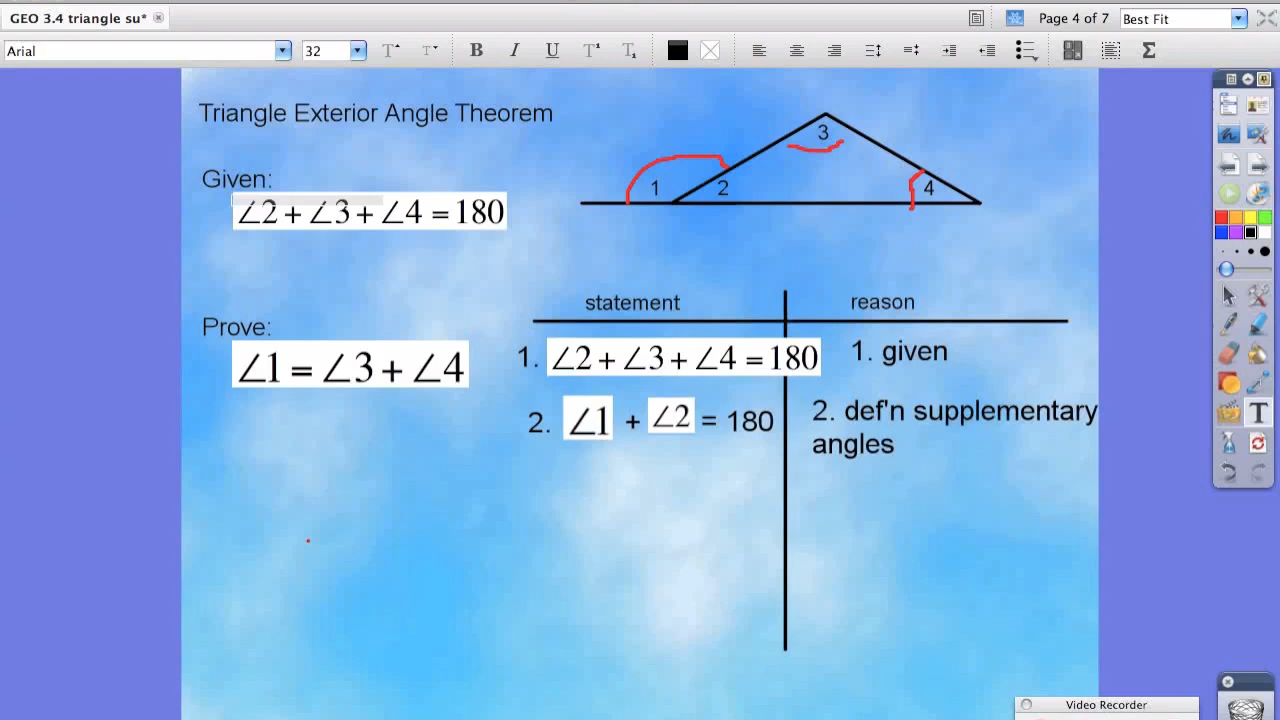 GEO 3.4 triangle su*
Page 4 of 7
Best Fit
Arial
32
B I U
Triangle Exterior Angle Theorem
3
1
2
4
Given:
∠2 + ∠3 + ∠4 = 180
Prove:
∠1 = ∠3 + ∠4
statement
reason
1. ∠2 + ∠3 + ∠4 = 180
1. given
2. ∠1 + ∠2 = 180
2. def'n supplementary
angles
Video Recorder